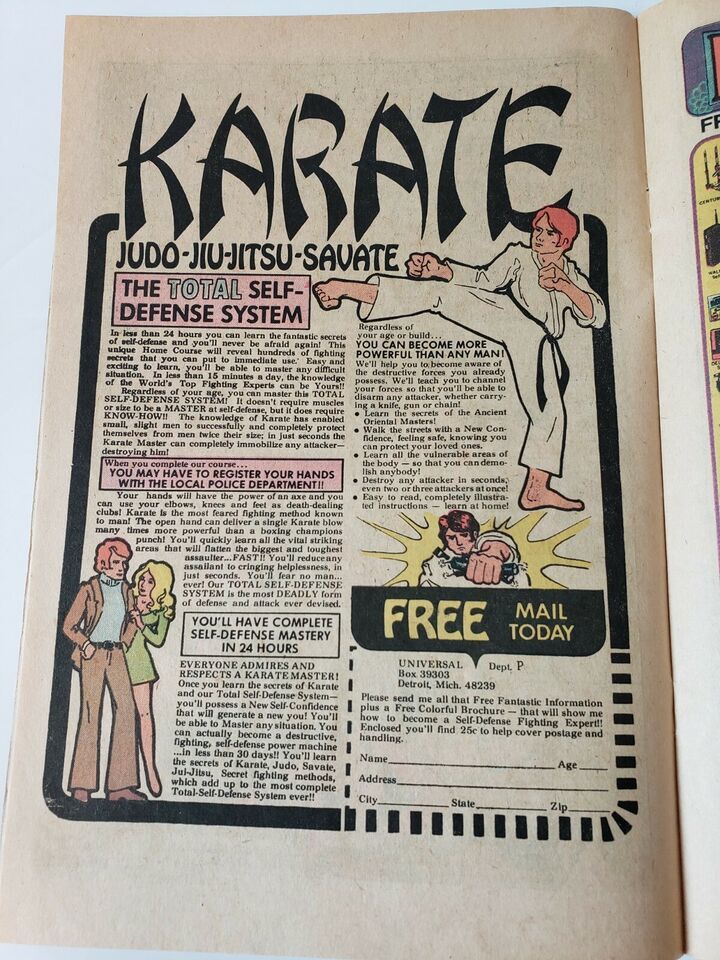 KARATE
JUDO-JIU-JITSU-SAVATE
THE TOTAL SELF-
DEFENSE SYSTEM
In less than 24 hours you can learn the fantastic secrets
of self-defense and you'll never be afraid again! This
unique Home Course will reveal hundreds of fighting
secrets that you can put to immediate use. Easy and
exciting to learn, you'll be able to master any difficult
situation. In less than 15 minutes a day, the knowledge
of the World's Top Fighting Experts can be Yours!!
Regardless of your age, you can master this TOTAL
SELF-DEFENSE SYSTEM! It doesn't require muscles
or size to be a MASTER at self-defense, but it does require
KNOW-HOW!! The knowledge of Karate has enabled
small, slight men to successfully and completely protect
themselves from men twice their size; in just seconds the
Karate Master can completely immobilize any attacker—
destroying him!
When you complete our course...
YOU MAY HAVE TO REGISTER YOUR HANDS
WITH THE LOCAL POLICE DEPARTMENT!!
Your hands will have the power of an axe and you
can use your elbows, knees and feet as death-dealing
clubs! Karate is the most feared fighting method known
to man! The open hand can deliver a single Karate blow
many times more powerful than a boxing champions
punch! You'll quickly learn all the vital striking
areas that will flatten the biggest and toughest
assaulter...FAST!! You'll reduce any
assailant to cringing helplessness, in
just seconds. You'll fear no man...
ever! Our TOTAL SELF-DEFENSE
SYSTEM is the most DEADLY form
of defense and attack ever devised.
YOU'LL HAVE COMPLETE
SELF-DEFENSE MASTERY
IN 24 HOURS
EVERYONE ADMIRES AND
RESPECTS A KARATE MASTER!
Once you learn the secrets of Karate
and our Total Self-Defense System—
you'll possess a New Self-Confidence
that will generate a new you! You'll
be able to Master any situation. You
can actually become a destructive,
fighting, self-defense power machine
...in less than 30 days!! You'll learn
the secrets of Karate, Judo, Savate,
Jui-Jitsu, Secret fighting methods,
which add up to the most complete
Total-Self-Defense System ever!!
Regardless of
your age or build...
YOU CAN BECOME MORE
POWERFUL THAN ANY MAN!
We'll help you to become aware of
the destructive forces you already
possess. We'll teach you to channel
your forces so that you'll be able to
disarm any attacker, whether carry-
ing a knife, gun or chain!
• Learn the secrets of the Ancient
Oriental Masters!
• Walk the streets with a New Con-
fidence, feeling safe, knowing you
can protect your loved ones.
• Learn all the vulnerable areas of
the body — so that you can demo-
lish anybody!
• Destroy any attacker in seconds,
even two or three attackers at once!
• Easy to read, completely illustra-
ted instructions — learn at home!
FREE MAIL
TODAY
UNIVERSAL Dept. P
Box 39303
Detroit, Mich. 48239
Please send me all that Free Fantastic Information
plus a Free Colorful Brochure — that will show me
how to become a Self-Defense Fighting Expert!!
Enclosed you'll find 25c to help cover postage and
handling.
Name Age
Address
City State Zip